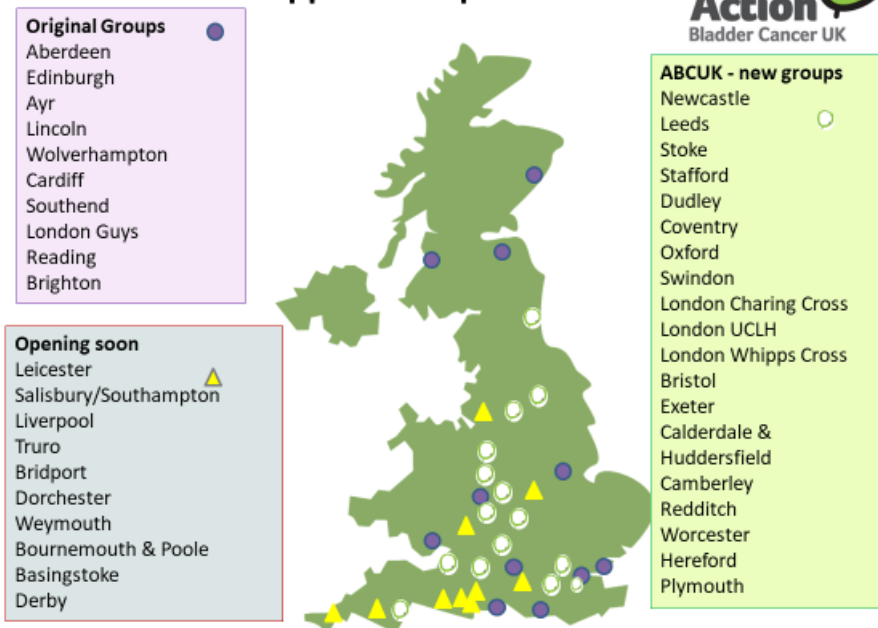 Action
Bladder Cancer UK
Original Groups
Aberdeen
Edinburgh
Ayr
Lincoln
Wolverhampton
Cardiff
Southend
London Guys
Reading
Brighton
Opening soon
Leicester
Salisbury/Southampton
Liverpool
Truro
Bridport
Dorchester
Weymouth
Bournemouth & Poole
Basingstoke
Derby
ABCUK - new groups
Newcastle
Leeds
Stoke
Stafford
Dudley
Coventry
Oxford
Swindon
London Charing Cross
London UCLH
London Whipps Cross
Bristol
Exeter
Calderdale &
Huddersfield
Camberley
Redditch
Worcester
Hereford
Plymouth